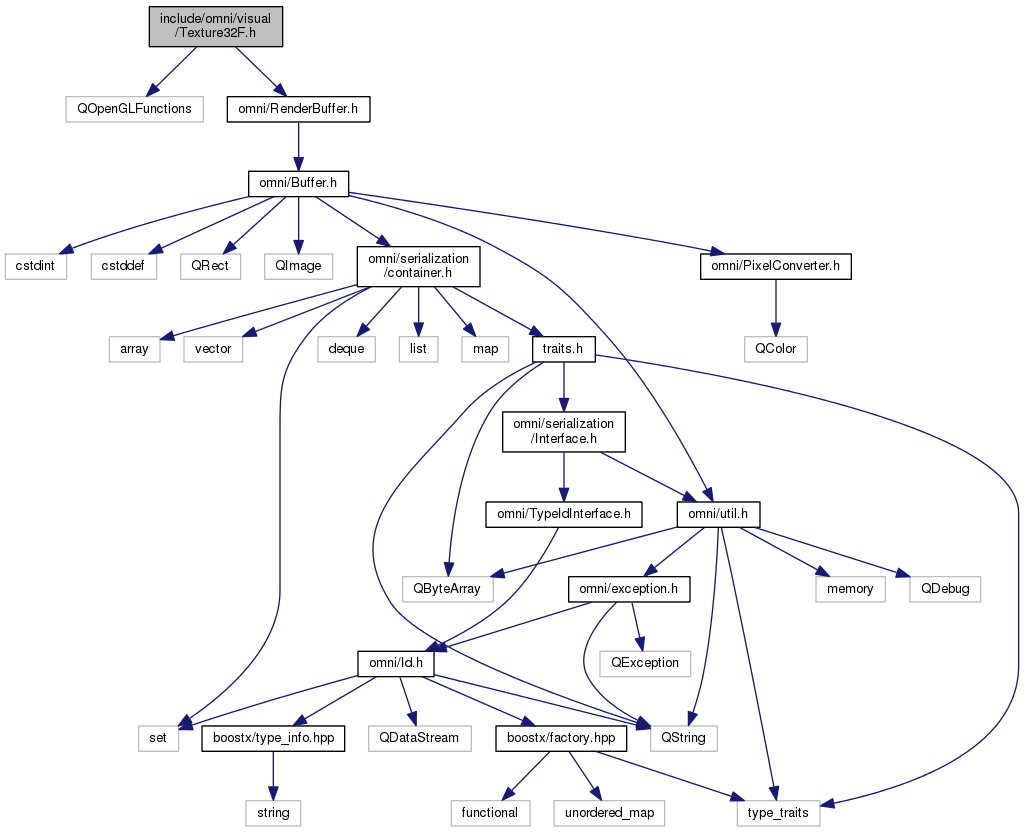 include/omni/visual
/Texture32F.h
QOpenGLFunctions
omni/RenderBuffer.h
omni/Buffer.h
cstdint
cstddef
QRect
QImage
omni/serialization
/container.h
omni/PixelConverter.h
array
vector
deque
list
map
traits.h
QColor
omni/serialization
/Interface.h
omni/TypeIdInterface.h
omni/util.h
QByteArray
omni/exception.h
memory
QDebug
omni/Id.h
QException
set
boostx/type_info.hpp
QDataStream
boostx/factory.hpp
QString
string
functional
unordered_map
type_traits